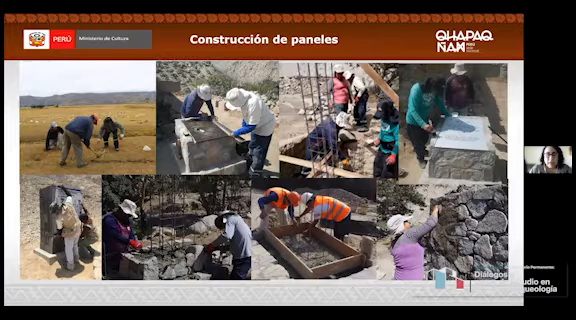 PERÚ
Ministerio de Cultura
Construcción de paneles
QHAPAQ
ÑAN
Diálogos
udio en
queología